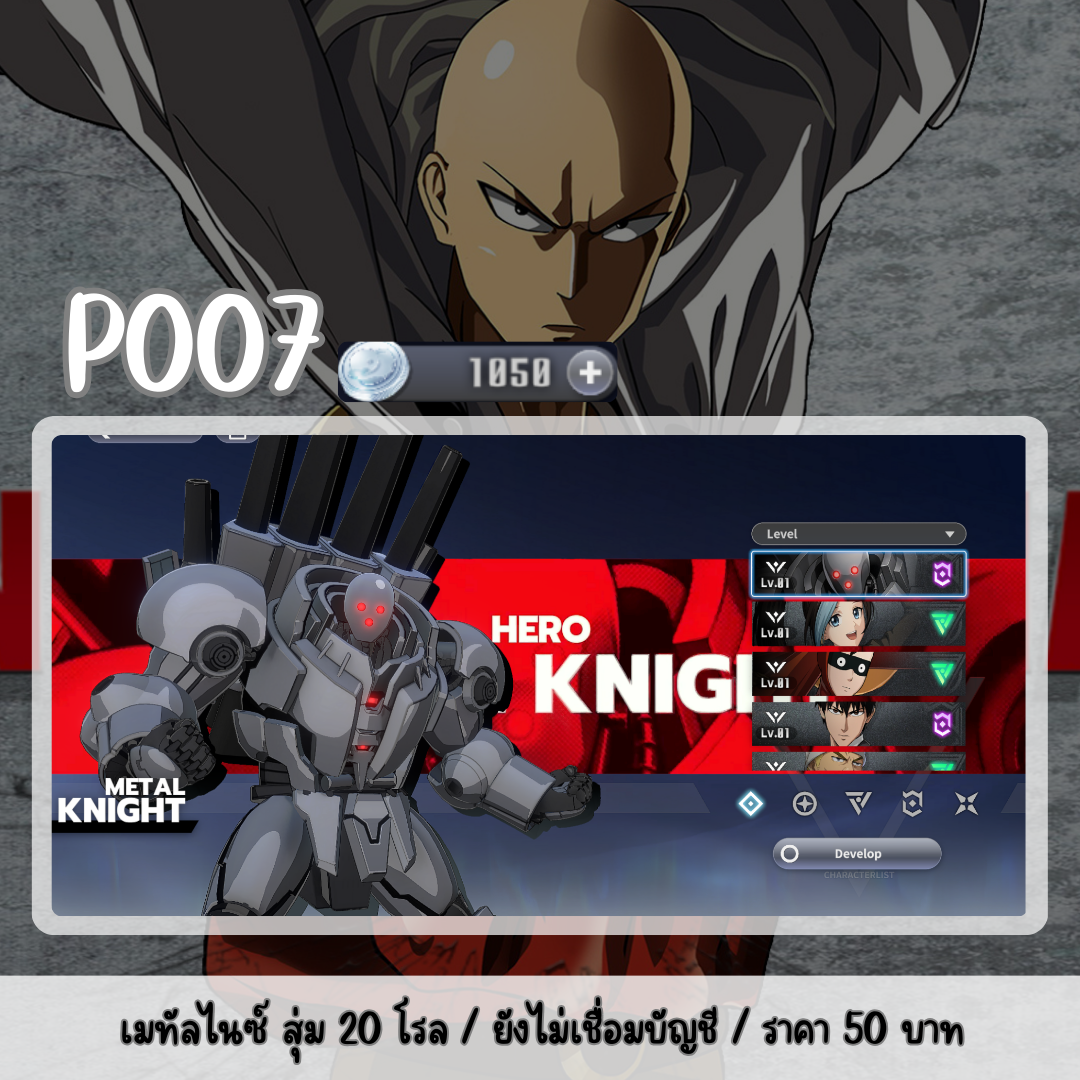 P007
1050
Level
Lv.01
Lv.01
Lv.01
Lv.01
HERO
KNIG
METAL
KNIGHT
Develop
CHARACTERLIST
เมทัลไนซ์ สุ่ม 20 โรล / ยังไม่เชื่อมบัญชี / ราคา 50 บาท